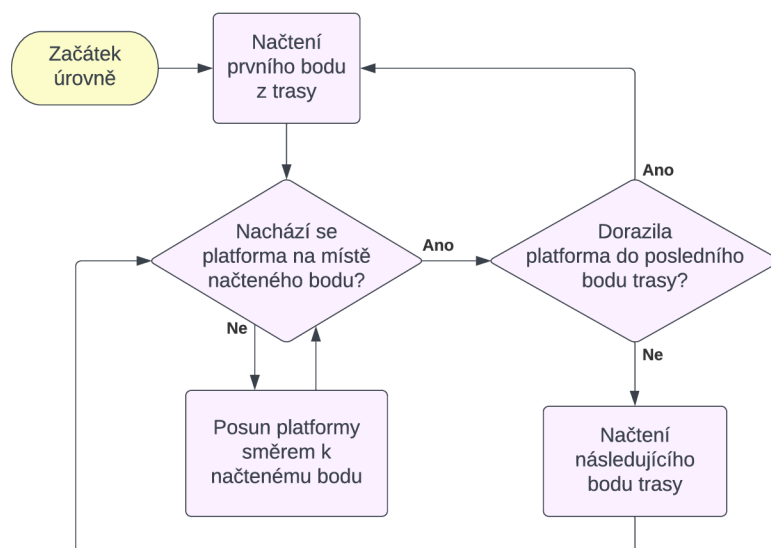 Začátek
úrovně
Načtení
prvního bodu
z trasy
Ano
Nachází se
platforma na místě
načteného bodu?
Ano
Dorazila
platforma do posledního
bodu trasy?
Ne
Ne
Posun platformy
směrem k
načtenému bodu
Načtení
následujícího
bodu trasy